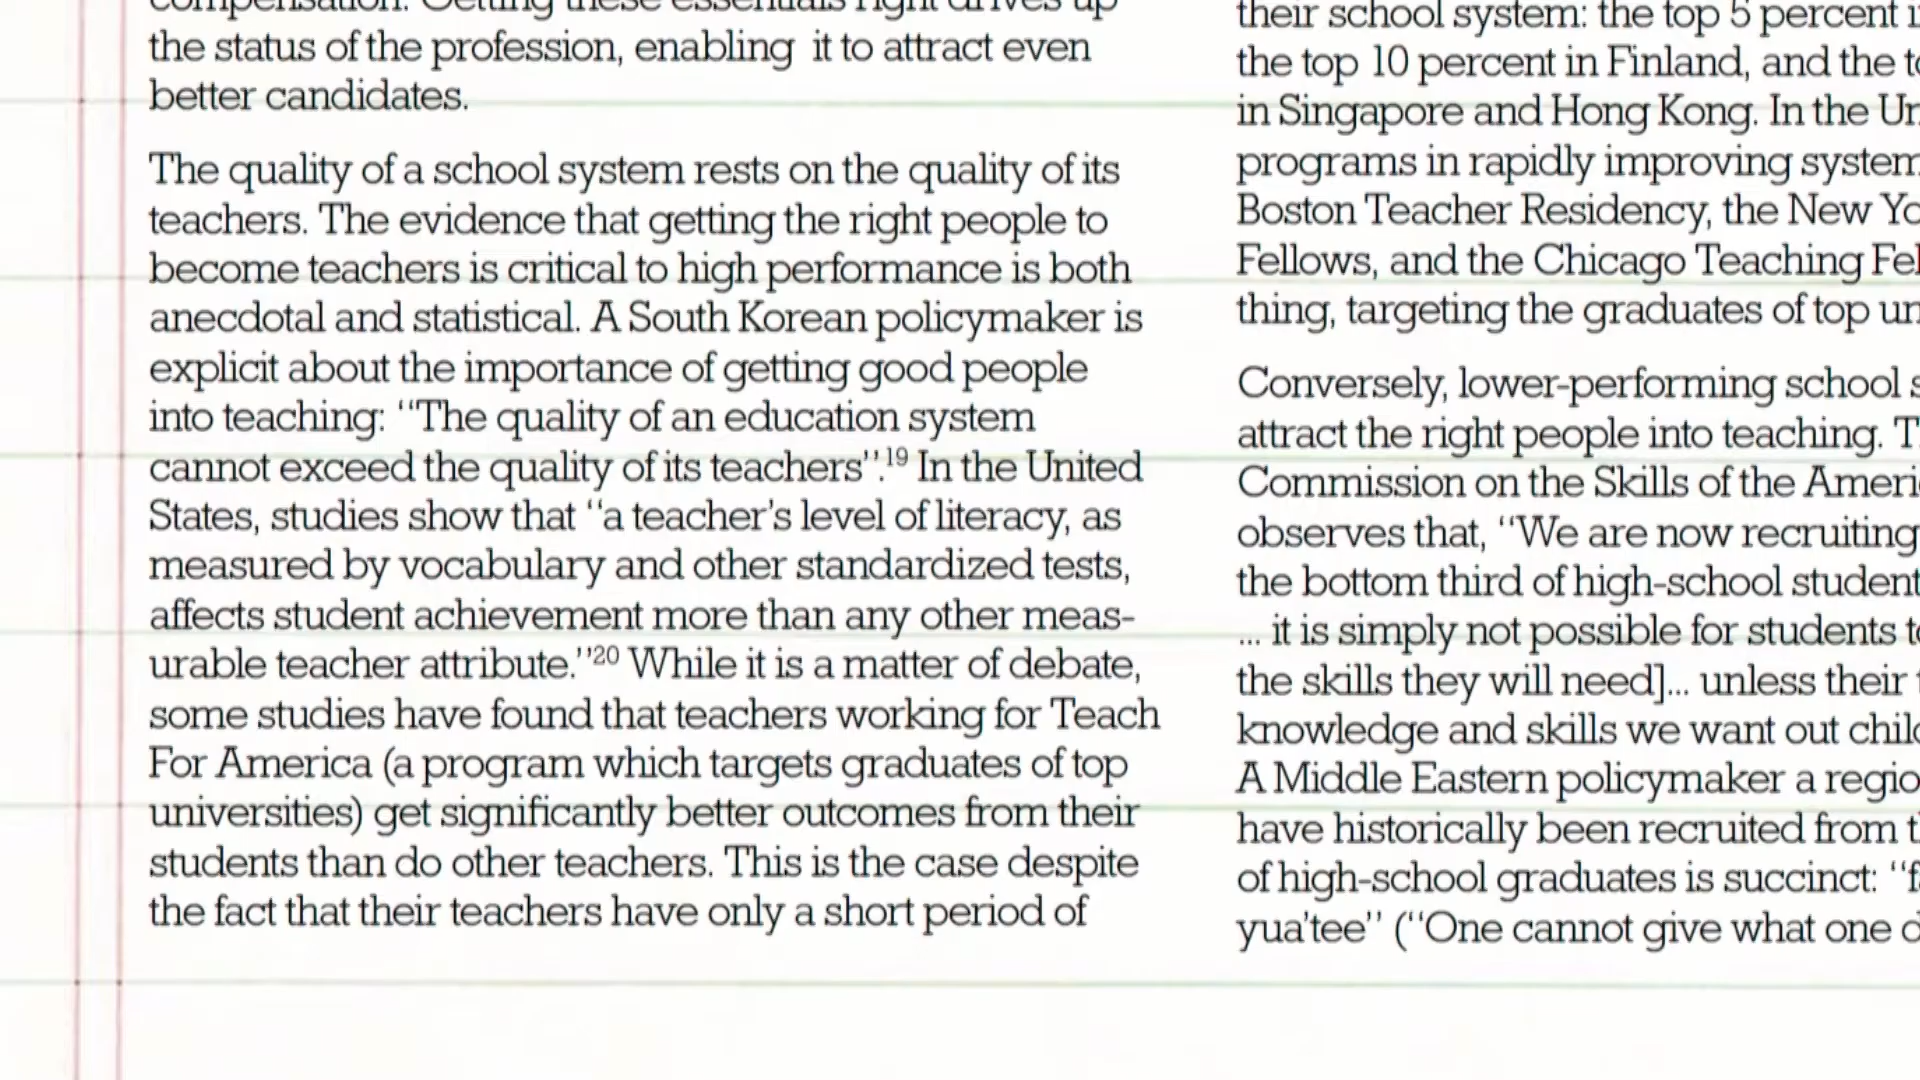 compensation. Getting these essentials right drives up
the status of the profession, enabling it to attract even
better candidates.
The quality of a school system rests on the quality of its
teachers. The evidence that getting the right people to
become teachers is critical to high performance is both
anecdotal and statistical. A South Korean policymaker is
explicit about the importance of getting good people
into teaching: “The quality of an education system
cannot exceed the quality of its teachers”.19 In the United
States, studies show that “a teacher’s level of literacy, as
measured by vocabulary and other standardized tests,
affects student achievement more than any other meas-
urable teacher attribute.”20 While it is a matter of debate,
some studies have found that teachers working for Teach
For America (a program which targets graduates of top
universities) get significantly better outcomes from their
students than do other teachers. This is the case despite
the fact that their teachers have only a short period of
their school system: the top 5 percent
the top 10 percent in Finland, and the
in Singapore and Hong Kong. In the
programs in rapidly improving
Boston Teacher Residency, the New
Fellows, and the Chicago Teaching
thing, targeting the graduates of top
Conversely, lower-performing school
attract the right people into teaching.
Commission on the Skills of the
observes that, “We are now recruiting
the bottom third of high-school
... it is simply not possible for students
the skills they will need]... unless their
knowledge and skills we want out
A Middle Eastern policymaker a
have historically been recruited from
of high-school graduates is succinct:
yua’tee” (“One cannot give what one